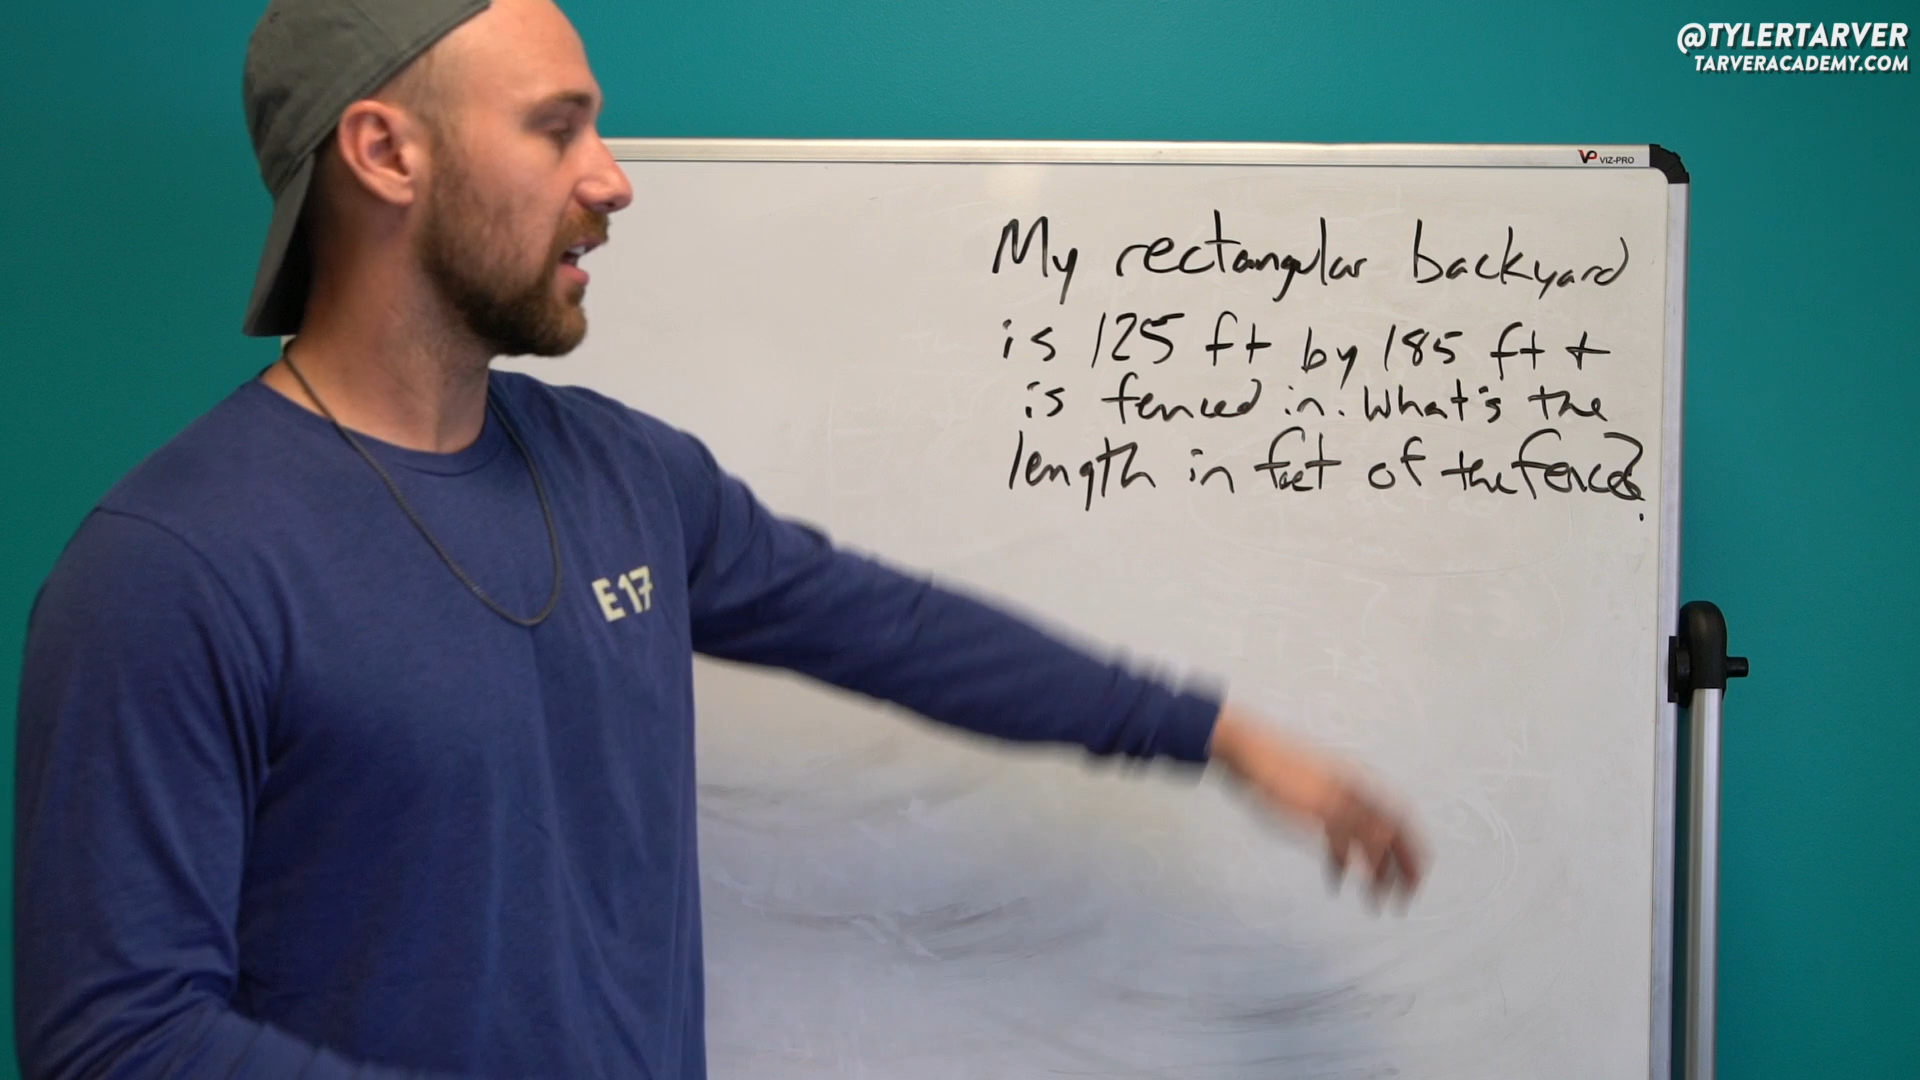 @TYLERTARVER
TARVERACADEMY.COM
VP VIZ-PRO
My rectangular backyard
is 125 ft by 185 ft +
is fenced in. What's the
length in feet of the fence?
E17